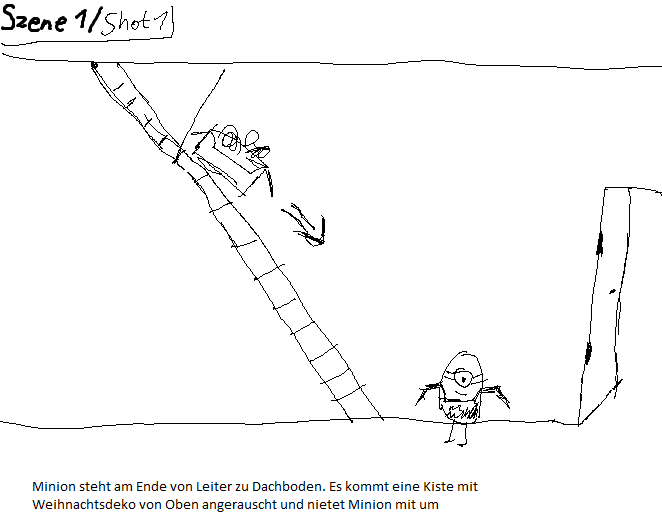 Szene 1/Shot 1
Minion steht am Ende von Leiter zu Dachboden. Es kommt eine Kiste mit
Weihnachtsdeko von Oben angerauscht und nietet Minion mit um